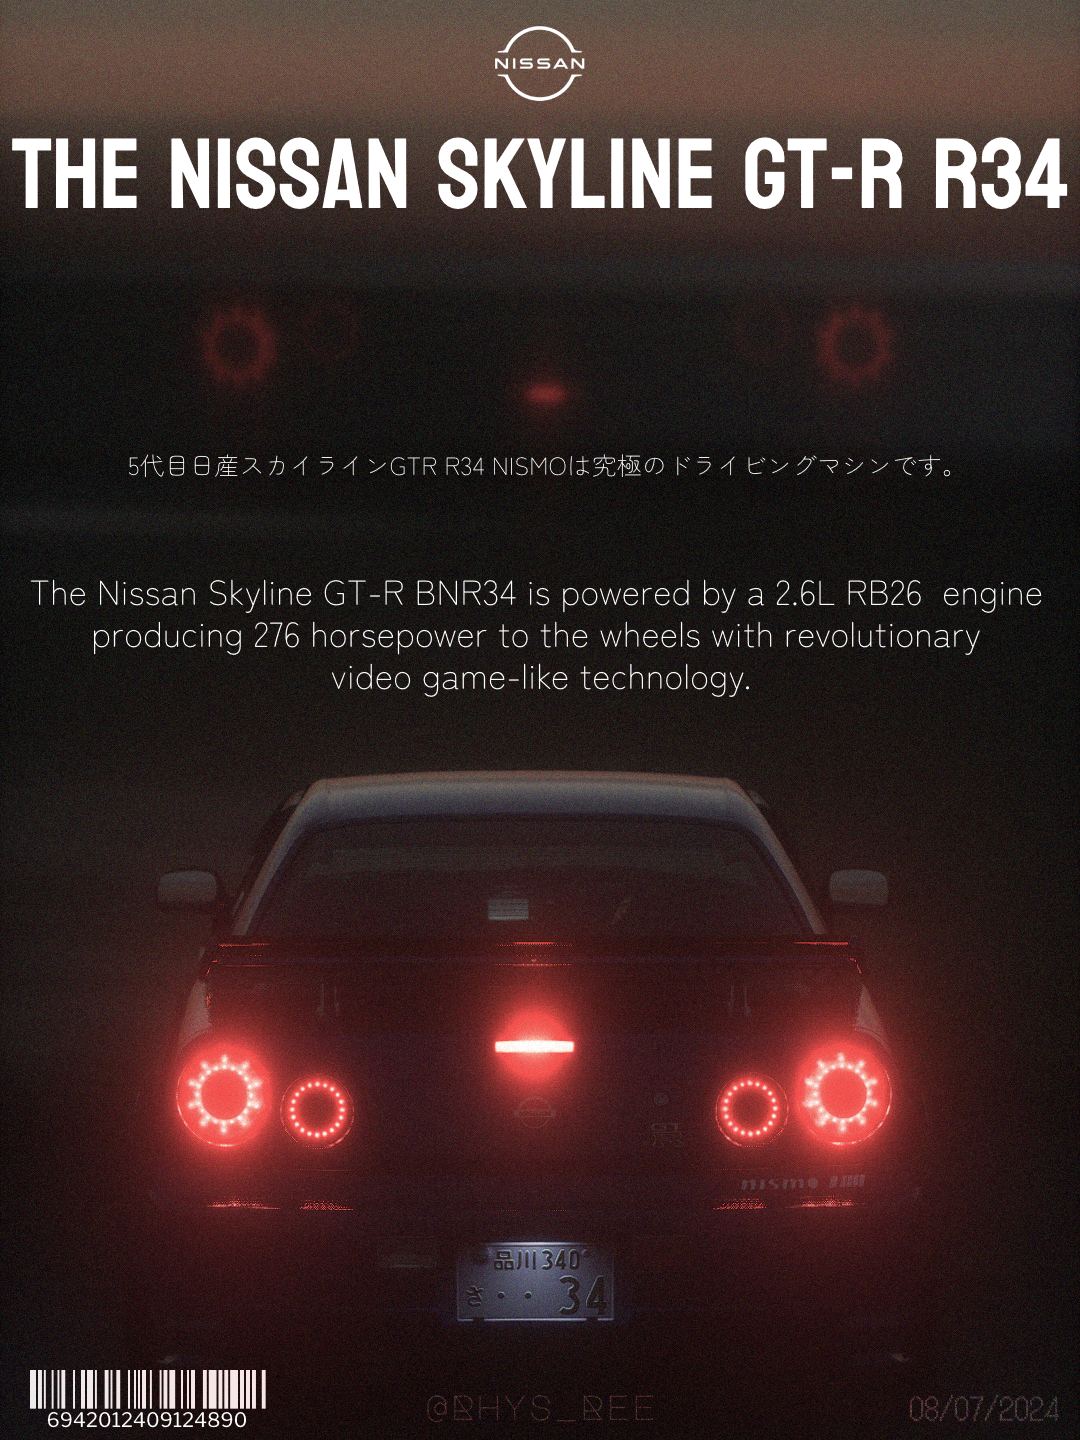 NISSAN
THE NISSAN SKYLINE GT-R R34
5代目日産スカイラインGTR R34 NISMOは究極のドライビングマシンです。
The Nissan Skyline GT-R BNR34 is powered by a 2.6L RB26  engine
producing 276 horsepower to the wheels with revolutionary
video game-like technology.
GT
nismo
品川 340
さ ・・ 34
6942012409124890
@RHYS_REE
08/07/2024